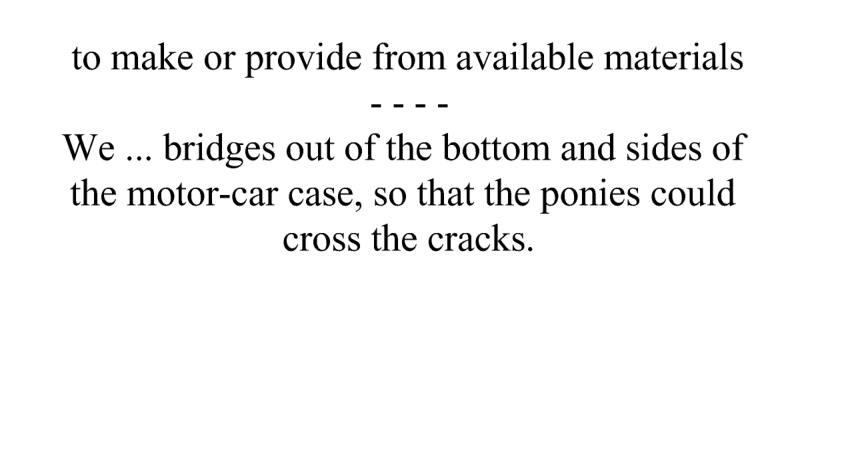 to make or provide from available materials
- - - -
We ... bridges out of the bottom and sides of
the motor-car case, so that the ponies could
cross the cracks.